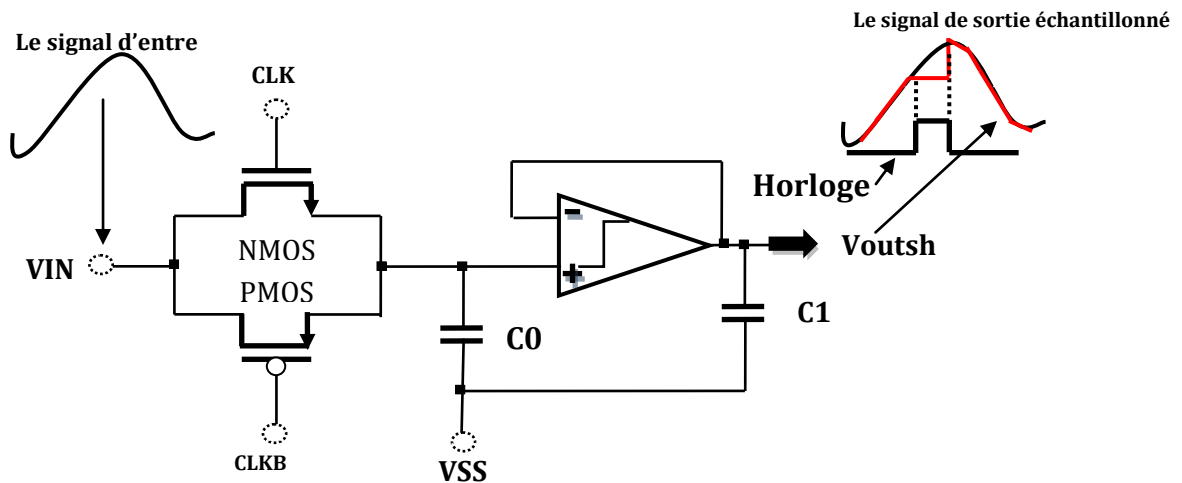 Le signal de sortie échantillonné
Le signal d'entre
CLK
Horloge
Voutsh
NMOS
VIN
PMOS
-
+
C0
C1
CLKB
VSS